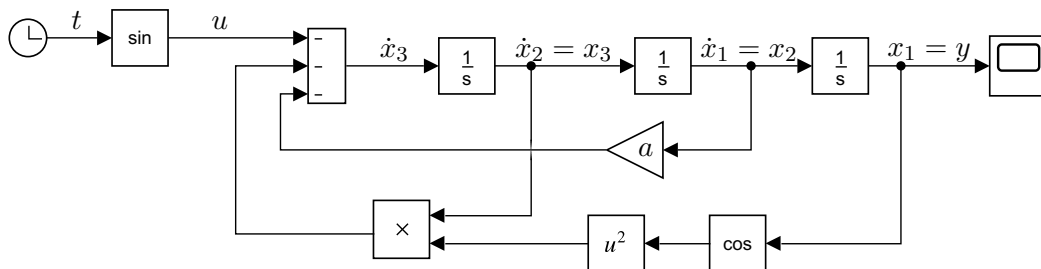 t
sin
u
-
-
-
ẋ₃
1/s
ẋ₂ = x₃
1/s
ẋ₁ = x₂
1/s
x₁ = y
a
×
u²
cos